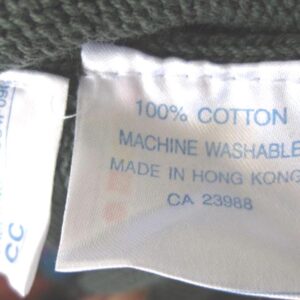 100% COTTON
MACHINE WASHABLE
MADE IN HONG KONG
CA 23988
CC